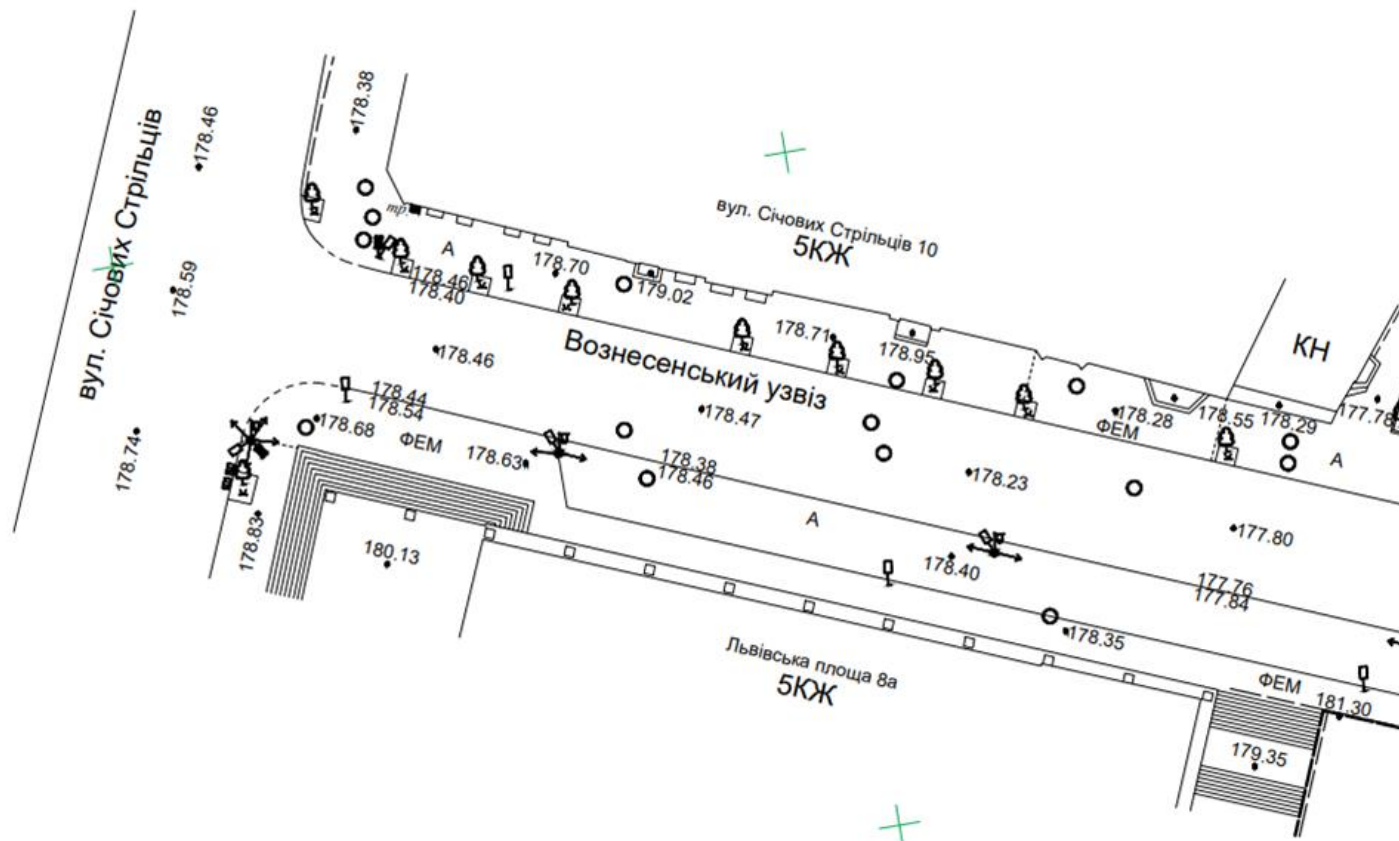 178.38
178.46
вул. Січових Стрільців
тр.
вул. Січових Стрільців 10
5КЖ
А
178.46
178.40
178.70
179.02
178.59
178.71
178.95
КН
Вознесенський узвіз
178.46
178.44
178.54
178.47
178.28
178.55
178.29
177.78
ФЕМ
178.68
ФЕМ
178.63
178.38
178.46
178.23
А
178.74
А
177.80
178.83
180.13
178.40
177.76
177.84
178.35
Львівська площа 8а
5КЖ
ФЕМ
181.30
179.35